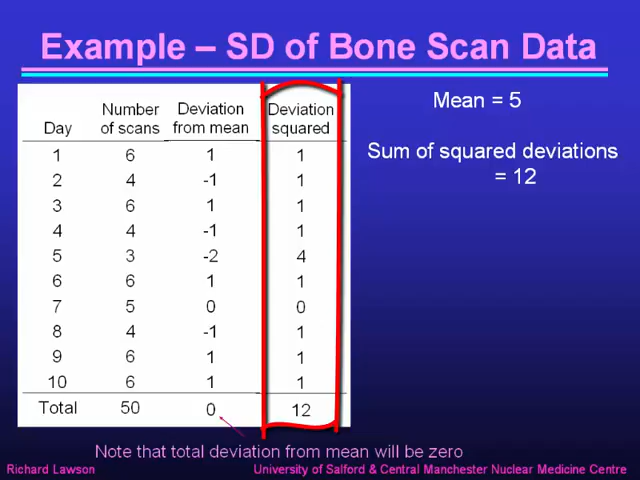 Example – SD of Bone Scan Data
Day Number of scans Deviation from mean Deviation squared
1 6 1 1
2 4 -1 1
3 6 1 1
4 4 -1 1
5 3 -2 4
6 6 1 1
7 5 0 0
8 4 -1 1
9 6 1 1
10 6 1 1
Total 50 0 12
Mean = 5
Sum of squared deviations
= 12
Note that total deviation from mean will be zero
Richard Lawson
University of Salford & Central Manchester Nuclear Medicine Centre